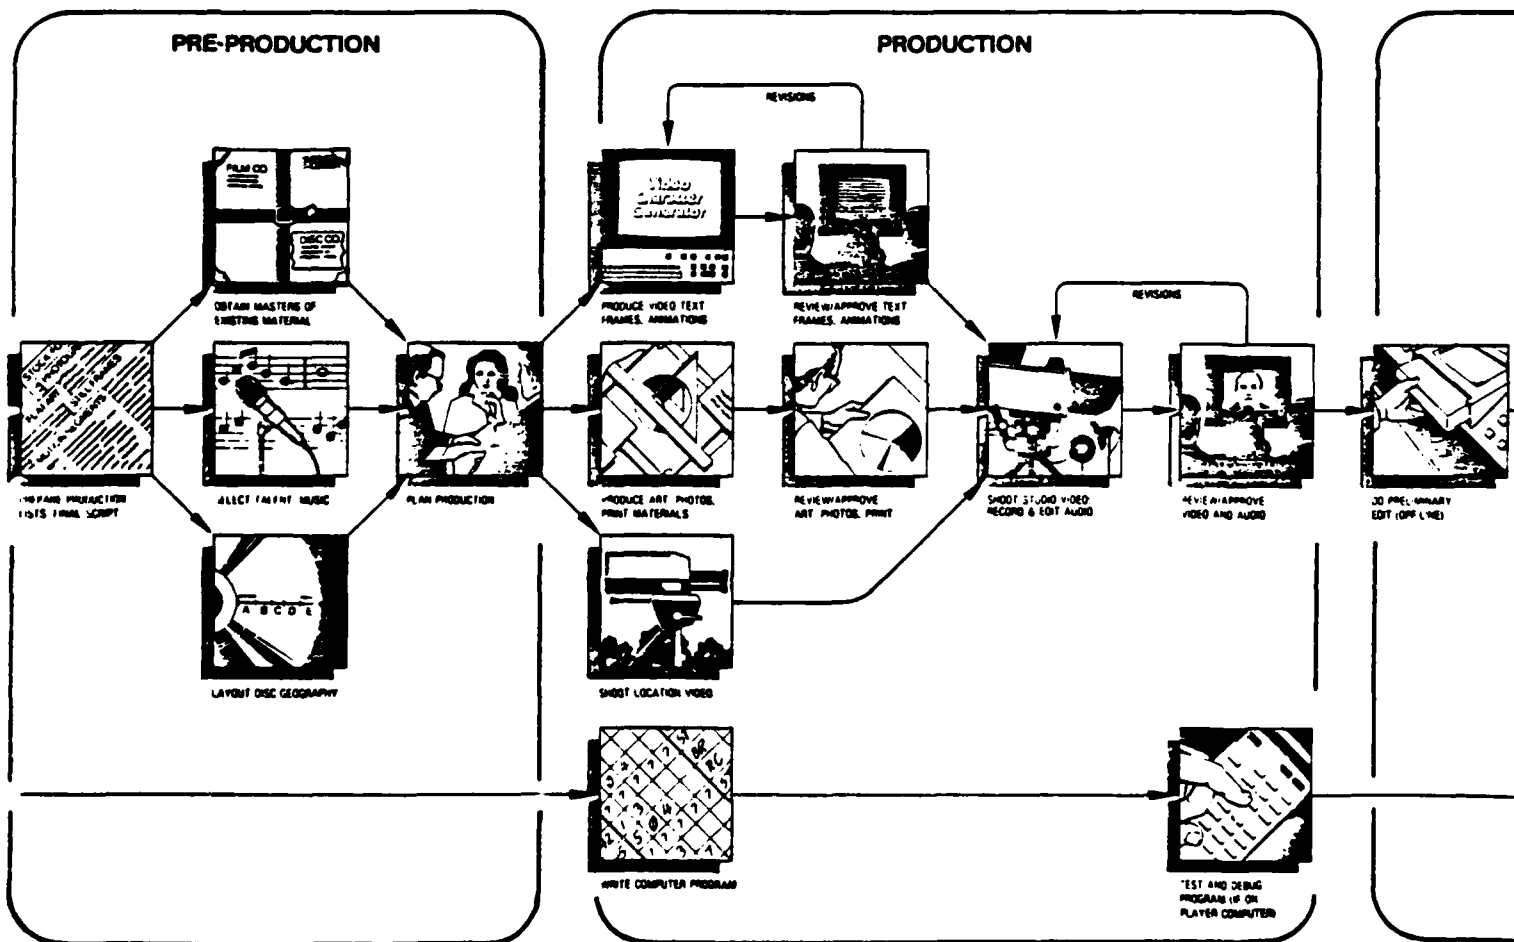 PRE-PRODUCTION
PRODUCTION
REVISIONS
FILM CO
DISC CO
Video
Character
Generator
OBTAIN MASTERS OF
EXISTING MATERIAL
PRODUCE VIDEO TEXT
FRAMES, ANIMATIONS
REVIEW/APPROVE TEXT
FRAMES, ANIMATIONS
REVISIONS
STILL FRAMES
PREPARE PRODUCTION
LISTS, FINAL SCRIPT
SELECT TALENT, MUSIC
PLAN PRODUCTION
PRODUCE ART, PHOTOS,
PRINT MATERIALS
REVIEW/APPROVE
ART, PHOTOS, PRINT
SHOOT STUDIO VIDEO:
RECORD & EDIT AUDIO
REVIEW/APPROVE
VIDEO AND AUDIO
DO PRELIMINARY
EDIT (OFF LINE)
A B C D E
LAYOUT DISC GEOGRAPHY
SHOOT LOCATION VIDEO
WRITE COMPUTER PROGRAM
TEST AND DEBUG
PROGRAM (IF ON
PLAYER COMPUTER)